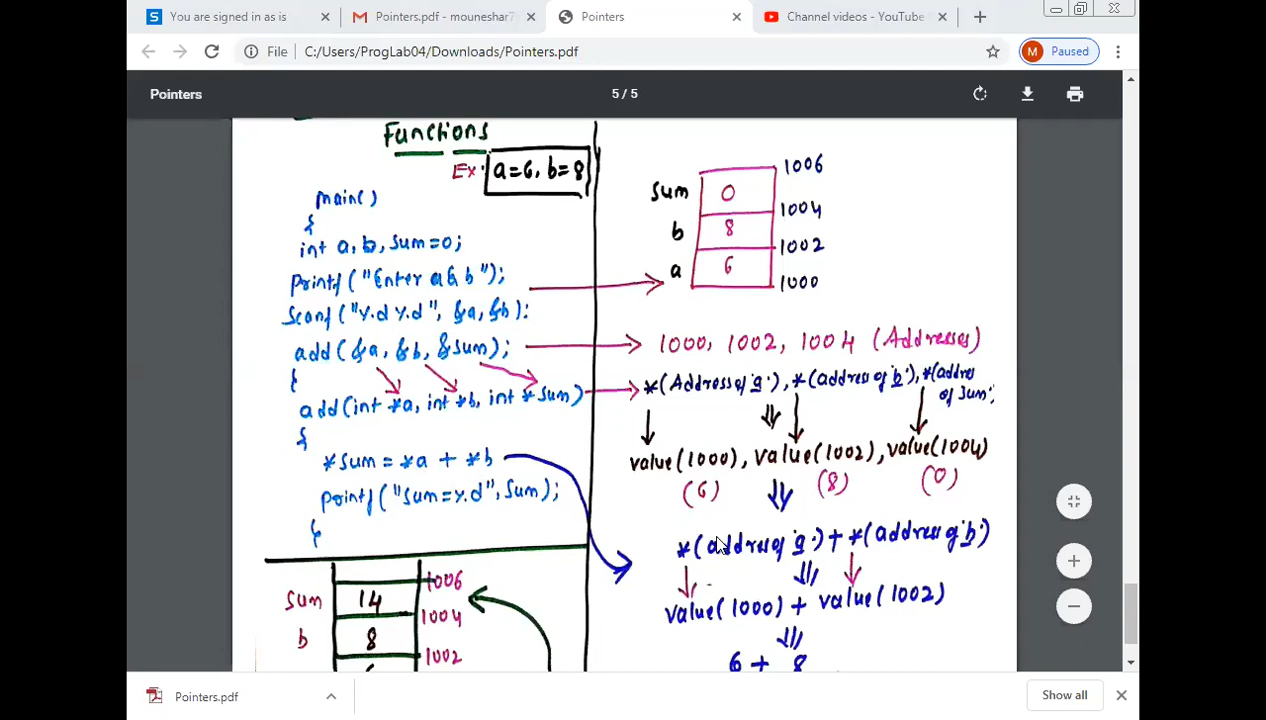 You are signed in as is
Pointers.pdf - mouneshar7
Pointers
Channel videos - YouTube
File
C:/Users/ProgLab04/Downloads/Pointers.pdf
M Paused
Pointers
5 / 5
Functions
Ex: a=6, b=8
main()
{
int a, b, sum=0;
printf ("Enter a & b");
Scanf ("%d %d", &a, &b);
add (&a, &b, &sum);
}
add (int *a, int *b, int *sum)
{
*sum = *a + *b
printf ("sum=%d", sum);
}
sum 14 1006
1004
b 8
1002
6
1006
sum 0
1004
b 8
1002
a 6
1000
1000, 1002, 1004 (Addresses)
*(Address of a), *(address of b), *(addres
of sum;
value(1000), value(1002), value(1004)
(6) (8) (0)
*(address of a) + *(address of b)
value(1000) + value(1002)
6 + 8
Pointers.pdf
Show all